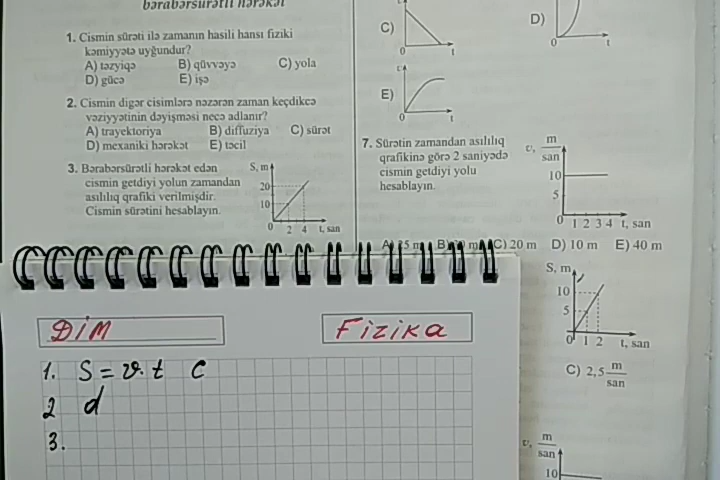 bərabərsürətli hərəkət
1. Cismin sürəti ilə zamanın hasili hansı fiziki
kəmiyyətə uyğundur?
A) təzyiqə B) qüvvəyə C) yola
D) gücə E) işə
2. Cismin digər cisimlərə nəzərən zaman keçdikcə
vəziyyətinin dəyişməsi necə adlanır?
A) trayektoriya B) diffuziya C) sürət
D) mexaniki hərəkət E) təcil
3. Bərabərsürətli hərəkət edən
cismin getdiyi yolun zamandan
asılılıq qrafiki verilmişdir.
Cismin sürətini hesablayın.
S, m
20
10
0 2 4 t, san
C)
0 t
D)
0 t
E)
υ
0 t
7. Sürətin zamandan asılılıq
qrafikinə görə 2 saniyədə
cismin getdiyi yolu
hesablayın.
υ, m/san
10
5
0 1 2 3 4 t, san
C) 20 m D) 10 m E) 40 m
S, m
10
5
0 1 2 t, san
C) 2,5 m/san
υ, m/san
10
DİM
Fizika
1. S = υ · t C
2 d
3.